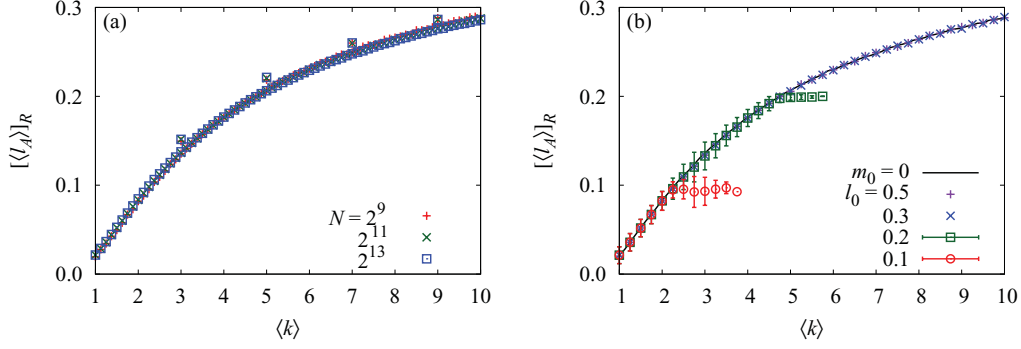 (a)
[⟨l_A⟩]_R
0.3
0.2
0.1
0.0
N = 2^9
2^11
2^13
1 2 3 4 5 6 7 8 9 10
⟨k⟩
(b)
[⟨l_A⟩]_R
0.3
0.2
0.1
0.0
m_0 = 0
l_0 = 0.5
0.3
0.2
0.1
1 2 3 4 5 6 7 8 9 10
⟨k⟩